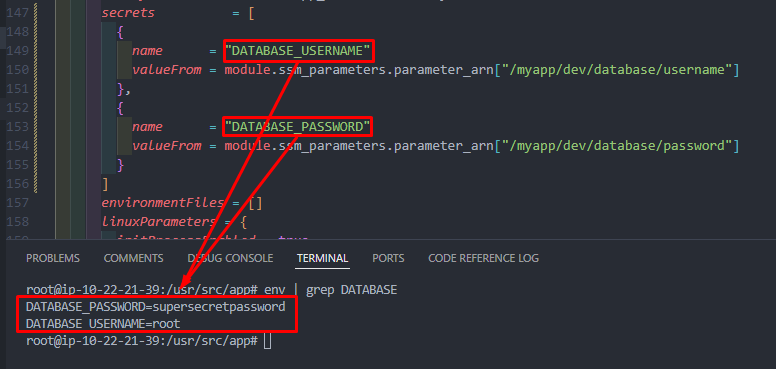 147 secrets = [
148 {
149 name = "DATABASE_USERNAME"
150 valueFrom = module.ssm_parameters.parameter_arn["/myapp/dev/database/username"]
151 },
152 {
153 name = "DATABASE_PASSWORD"
154 valueFrom = module.ssm_parameters.parameter_arn["/myapp/dev/database/password"]
155 }
156 ]
157 environmentFiles = []
158 linuxParameters = {
PROBLEMS COMMENTS DEBUG CONSOLE TERMINAL PORTS CODE REFERENCE LOG
root@ip-10-22-21-39:/usr/src/app# env | grep DATABASE
DATABASE_PASSWORD=supersecretpassword
DATABASE_USERNAME=root
root@ip-10-22-21-39:/usr/src/app#